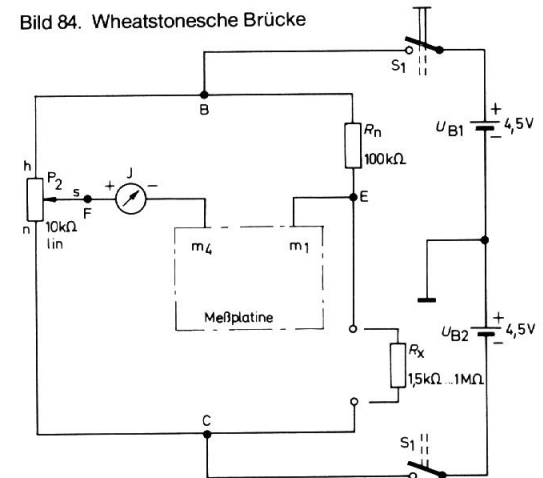 Bild 84. Wheatstonesche Brücke
S1
B
+
UB1
4,5V
−
Rn
100kΩ
h
P2
s
+
J
−
F
n
10kΩ
lin
E
m4
m1
Meßplatine
+
UB2
4,5V
−
Rx
1,5kΩ...1MΩ
C
S1